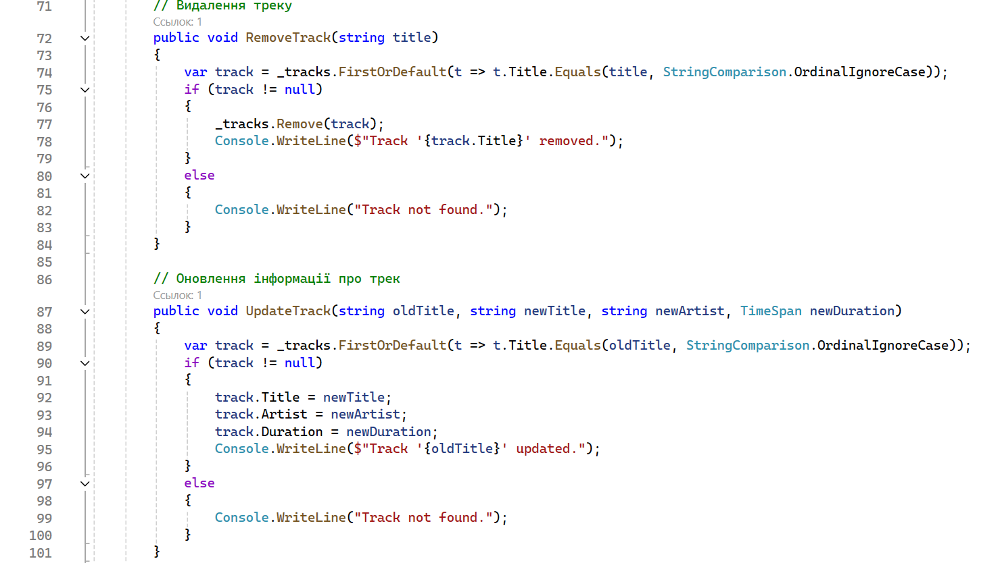 71 // Видалення треку
Ссылок: 1
72 public void RemoveTrack(string title)
73 {
74 var track = _tracks.FirstOrDefault(t => t.Title.Equals(title, StringComparison.OrdinalIgnoreCase));
75 if (track != null)
76 {
77 _tracks.Remove(track);
78 Console.WriteLine($"Track '{track.Title}' removed.");
79 }
80 else
81 {
82 Console.WriteLine("Track not found.");
83 }
84 }
85
86 // Оновлення інформації про трек
Ссылок: 1
87 public void UpdateTrack(string oldTitle, string newTitle, string newArtist, TimeSpan newDuration)
88 {
89 var track = _tracks.FirstOrDefault(t => t.Title.Equals(oldTitle, StringComparison.OrdinalIgnoreCase));
90 if (track != null)
91 {
92 track.Title = newTitle;
93 track.Artist = newArtist;
94 track.Duration = newDuration;
95 Console.WriteLine($"Track '{oldTitle}' updated.");
96 }
97 else
98 {
99 Console.WriteLine("Track not found.");
100 }
101 }